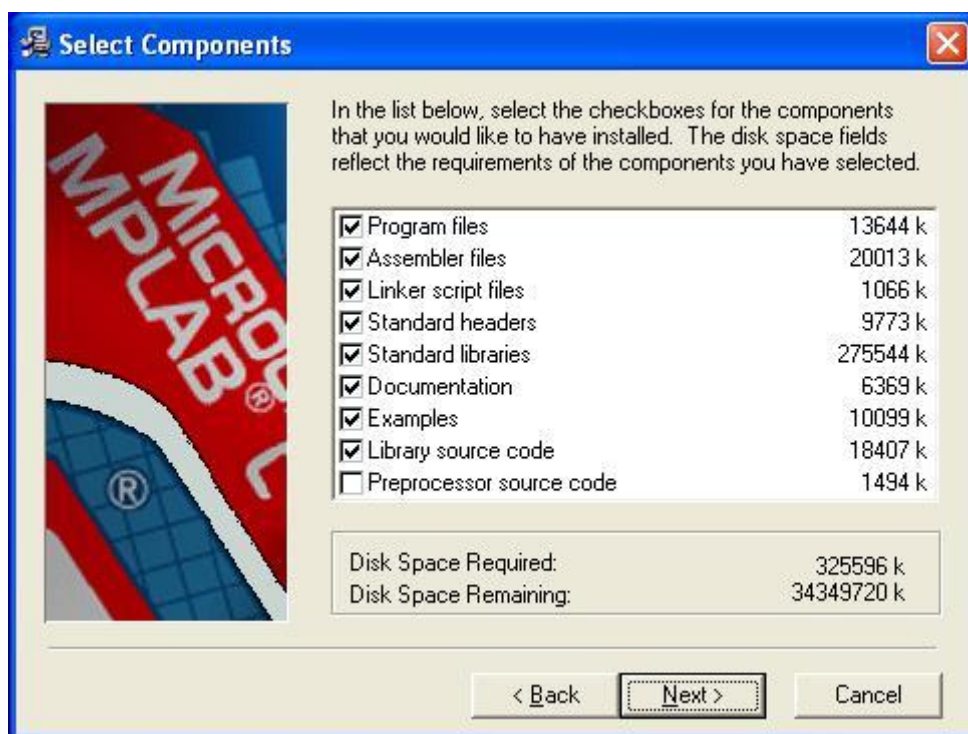 Select Components
MICROC
MPLAB® C
®
In the list below, select the checkboxes for the components
that you would like to have installed. The disk space fields
reflect the requirements of the components you have selected.
Program files 13644 k
Assembler files 20013 k
Linker script files 1066 k
Standard headers 9773 k
Standard libraries 275544 k
Documentation 6369 k
Examples 10099 k
Library source code 18407 k
Preprocessor source code 1494 k
Disk Space Required: 325596 k
Disk Space Remaining: 34349720 k
< Back Next > Cancel